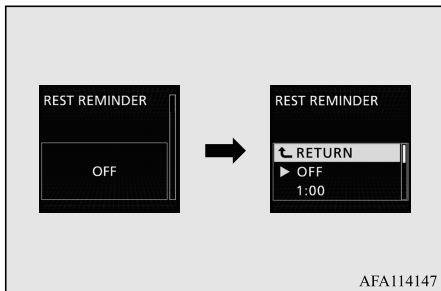 REST REMINDER
OFF
REST REMINDER
RETURN
OFF
1:00
AFA114147